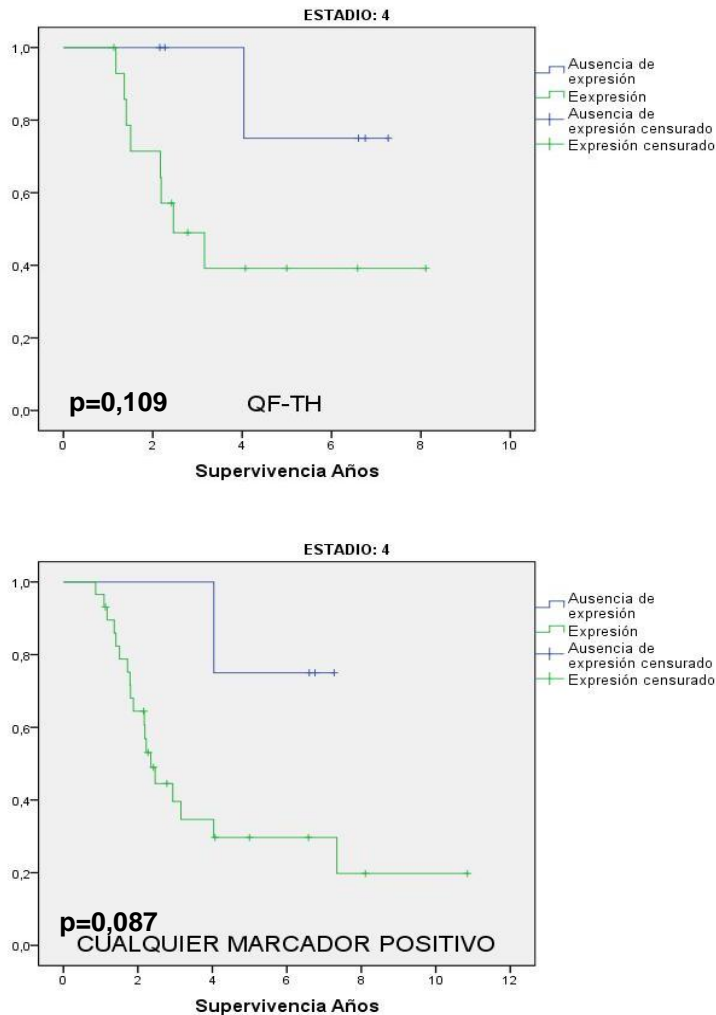 ESTADIO: 4
1,0
0,8
0,6
0,4
0,2
0,0
p=0,109
QF-TH
0 2 4 6 8 10
Supervivencia Años
Ausencia de
expresión
Eexpresión
Ausencia de
expresión censurado
Expresión censurado
ESTADIO: 4
1,0
0,8
0,6
0,4
0,2
0,0
p=0,087
CUALQUIER MARCADOR POSITIVO
0 2 4 6 8 10 12
Supervivencia Años
Ausencia de
expresión
Expresión
Ausencia de
expresión censurado
Expresión censurado